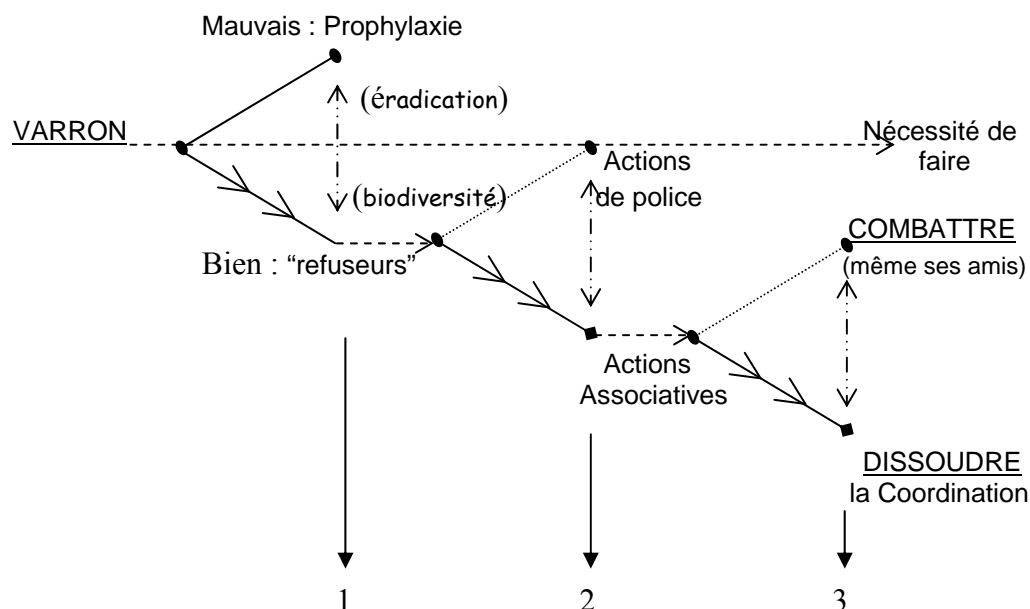 Mauvais : Prophylaxie
(éradication)
VARRON
Nécessité de
faire
Actions
de police
(biodiversité)
COMBATTRE
(même ses amis)
Bien : “refuseurs”
Actions
Associatives
DISSOUDRE
la Coordination
1
2
3